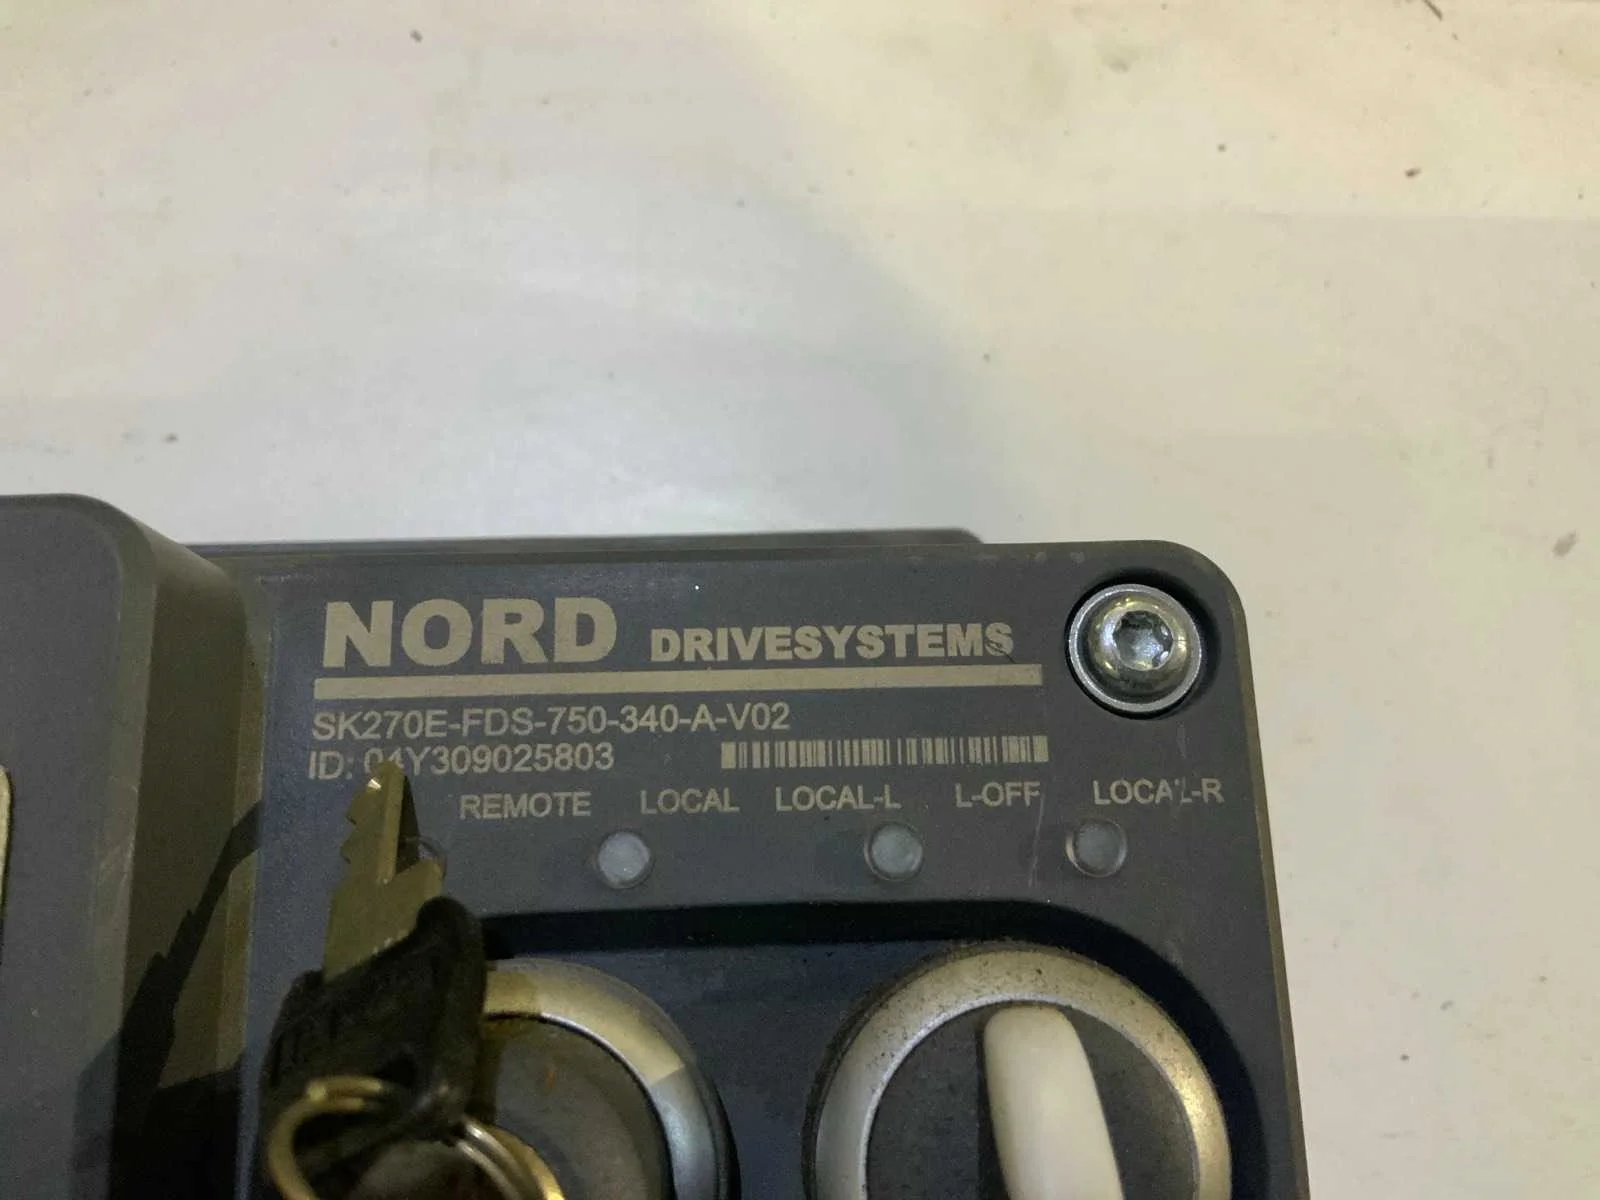 NORD DRIVESYSTEMS
SK270E-FDS-750-340-A-V02
ID: 04Y309025803
REMOTE LOCAL LOCAL-L L-OFF LOCAL-R